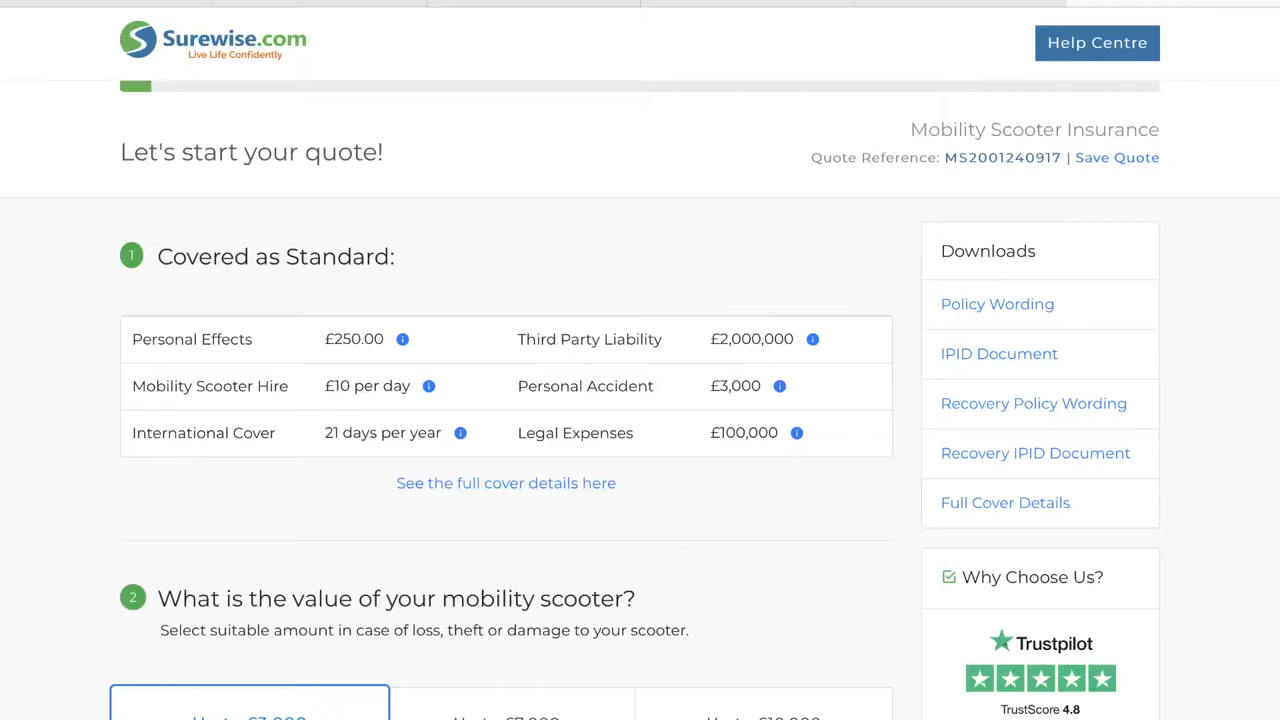 Surewise.com
Live Life Confidently
Help Centre
Let's start your quote!
Mobility Scooter Insurance
Quote Reference: MS2001240917 | Save Quote
1 Covered as Standard:
Personal Effects £250.00 Third Party Liability £2,000,000
Mobility Scooter Hire £10 per day Personal Accident £3,000
International Cover 21 days per year Legal Expenses £100,000
See the full cover details here
2 What is the value of your mobility scooter?
Select suitable amount in case of loss, theft or damage to your scooter.
Downloads
Policy Wording
IPID Document
Recovery Policy Wording
Recovery IPID Document
Full Cover Details
Why Choose Us?
Trustpilot
TrustScore 4.8